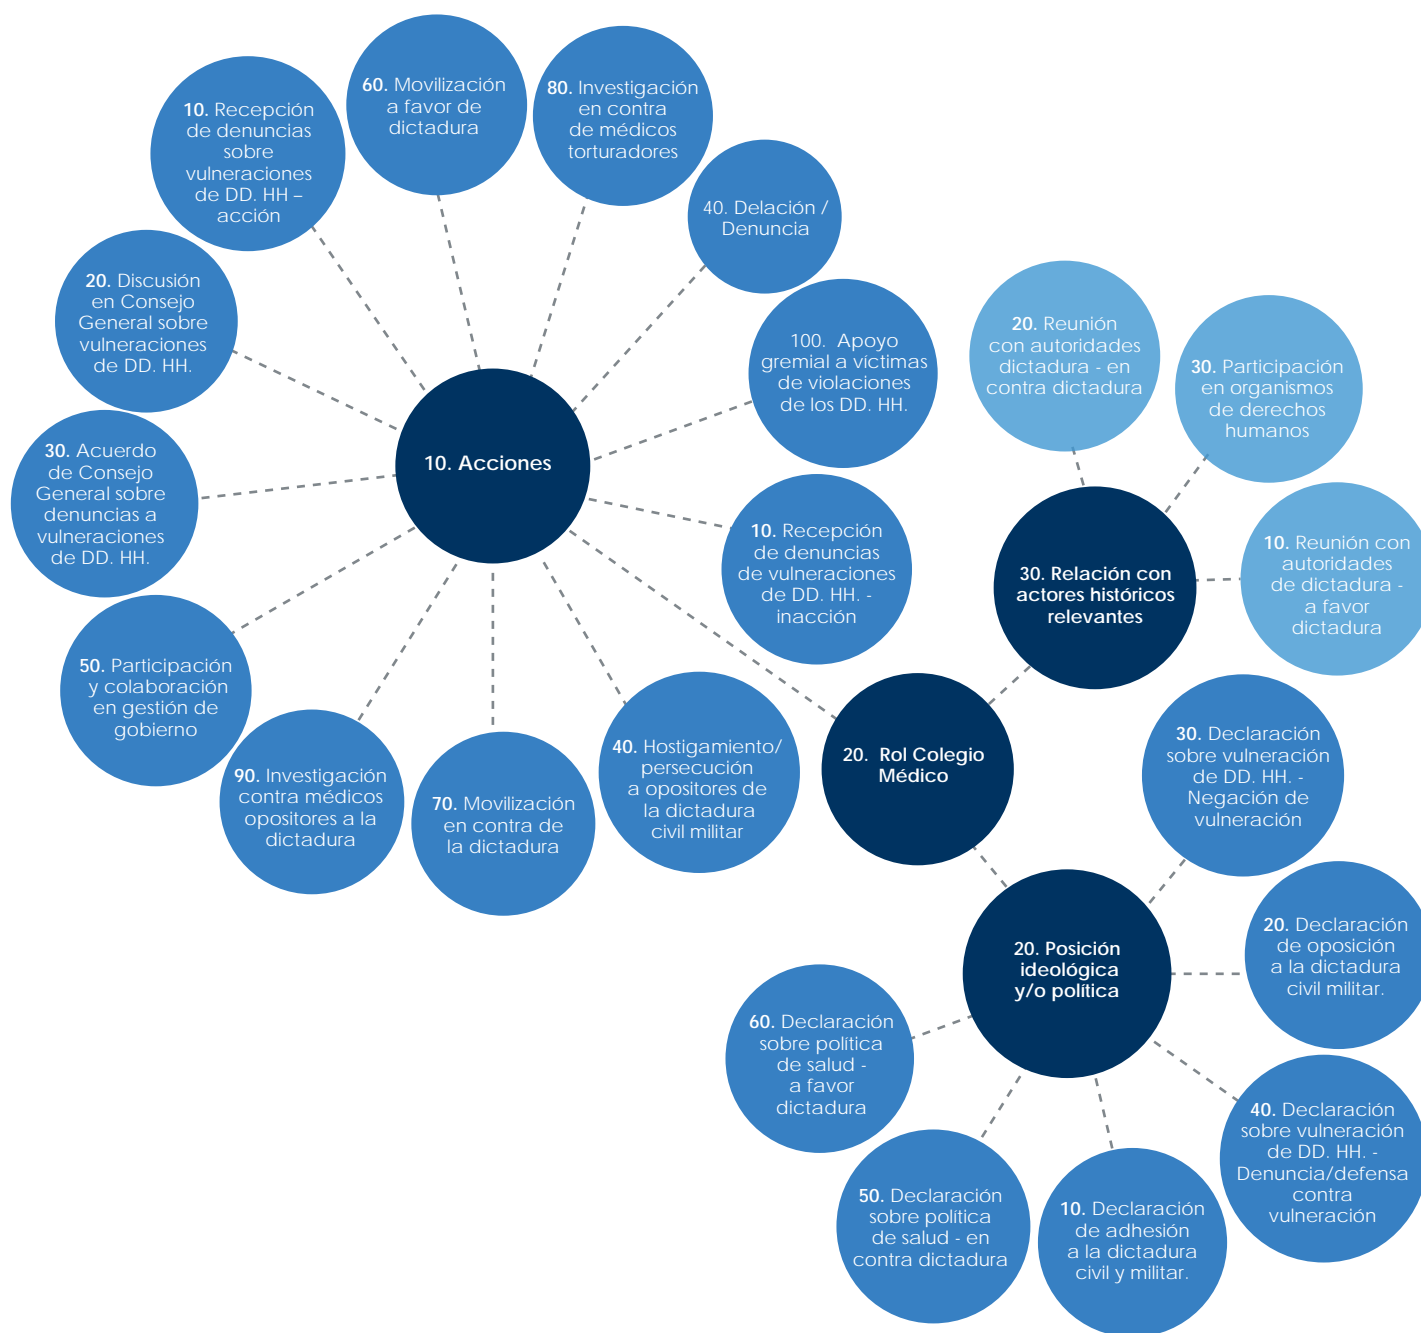 60. Movilización
a favor de
dictadura
80. Investigación
en contra
de médicos
torturadores
10. Recepción
de denuncias
sobre
vulneraciones
de DD. HH –
acción
40. Delación /
Denuncia
20. Discusión
en Consejo
General sobre
vulneraciones
de DD. HH.
100. Apoyo
gremial a víctimas
de violaciones
de los DD. HH.
20. Reunión
con autoridades
dictadura - en
contra dictadura
30. Participación
en organismos
de derechos
humanos
10. Acciones
30. Acuerdo
de Consejo
General sobre
denuncias a
vulneraciones
de DD. HH.
10. Recepción
de denuncias
de vulneraciones
de DD. HH. -
inacción
30. Relación con
actores históricos
relevantes
10. Reunión con
autoridades
de dictadura -
a favor
dictadura
50. Participación
y colaboración
en gestión de
gobierno
90. Investigación
contra médicos
opositores a la
dictadura
70. Movilización
en contra de
la dictadura
40. Hostigamiento/
persecución
a opositores de
la dictadura
civil militar
20. Rol Colegio
Médico
30. Declaración
sobre vulneración
de DD. HH. -
Negación de
vulneración
20. Declaración
de oposición
a la dictadura
civil militar.
20. Posición
ideológica
y/o política
60. Declaración
sobre política
de salud -
a favor
dictadura
40. Declaración
sobre vulneración
de DD. HH. -
Denuncia/defensa
contra
vulneración
50. Declaración
sobre política
de salud - en
contra dictadura
10. Declaración
de adhesión
a la dictadura
civil y militar.